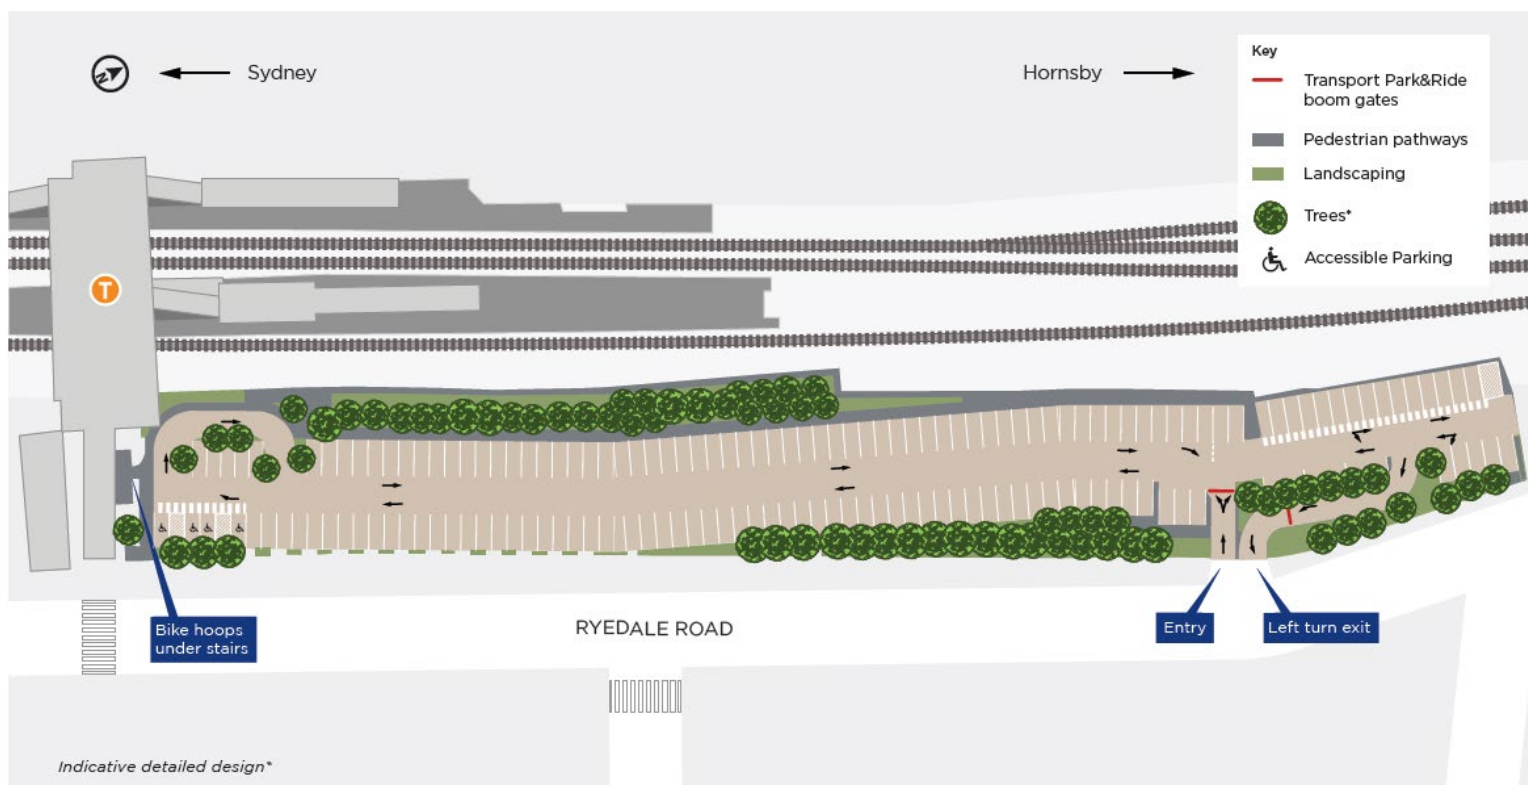 N
Sydney
Hornsby
Key
Transport Park&Ride
boom gates
Pedestrian pathways
Landscaping
Trees*
Accessible Parking
T
Bike hoops
under stairs
RYEDALE ROAD
Entry
Left turn exit
Indicative detailed design*